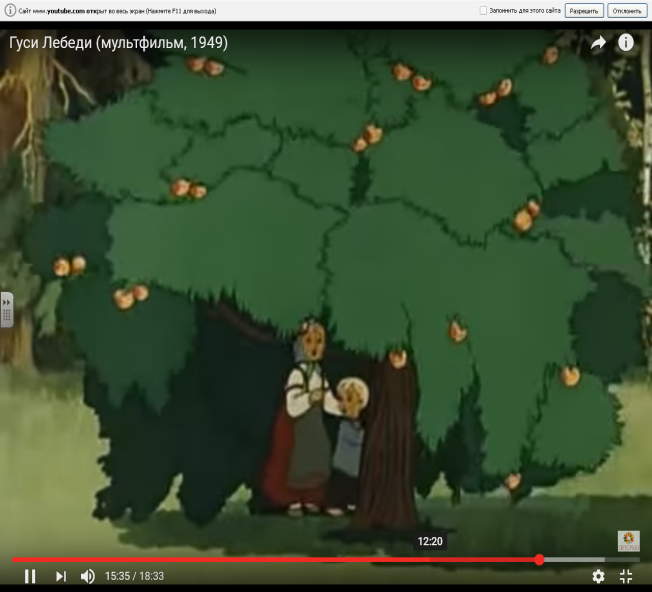 Сайт www.youtube.com открыт во весь экран (Нажмите F11 для выхода) Запомнить для этого сайта Разрешить Отклонить
Гуси Лебеди (мультфильм, 1949)
12:20
15:35 / 18:33